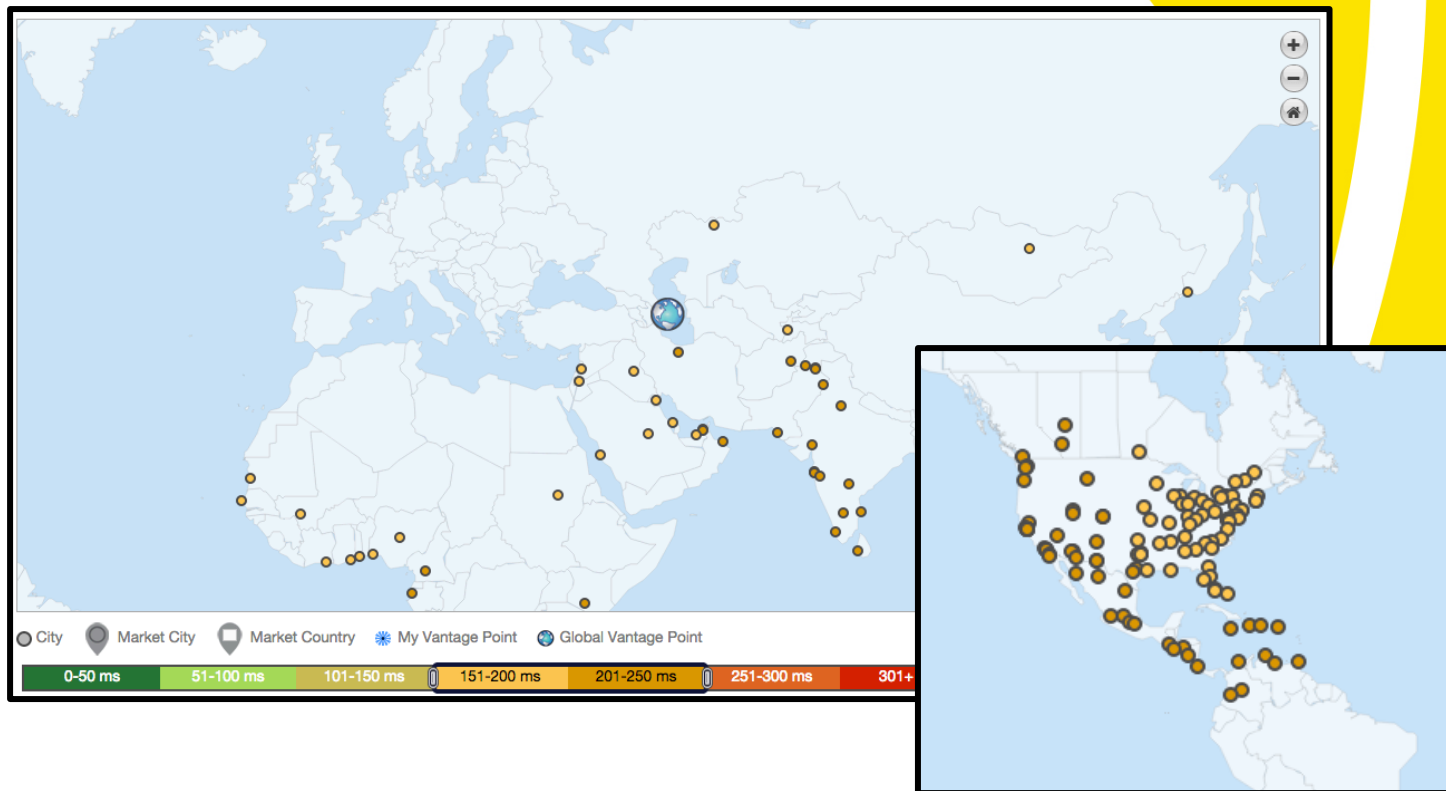 City Market City Market Country My Vantage Point Global Vantage Point
0-50 ms 51-100 ms 101-150 ms 151-200 ms 201-250 ms 251-300 ms 301+